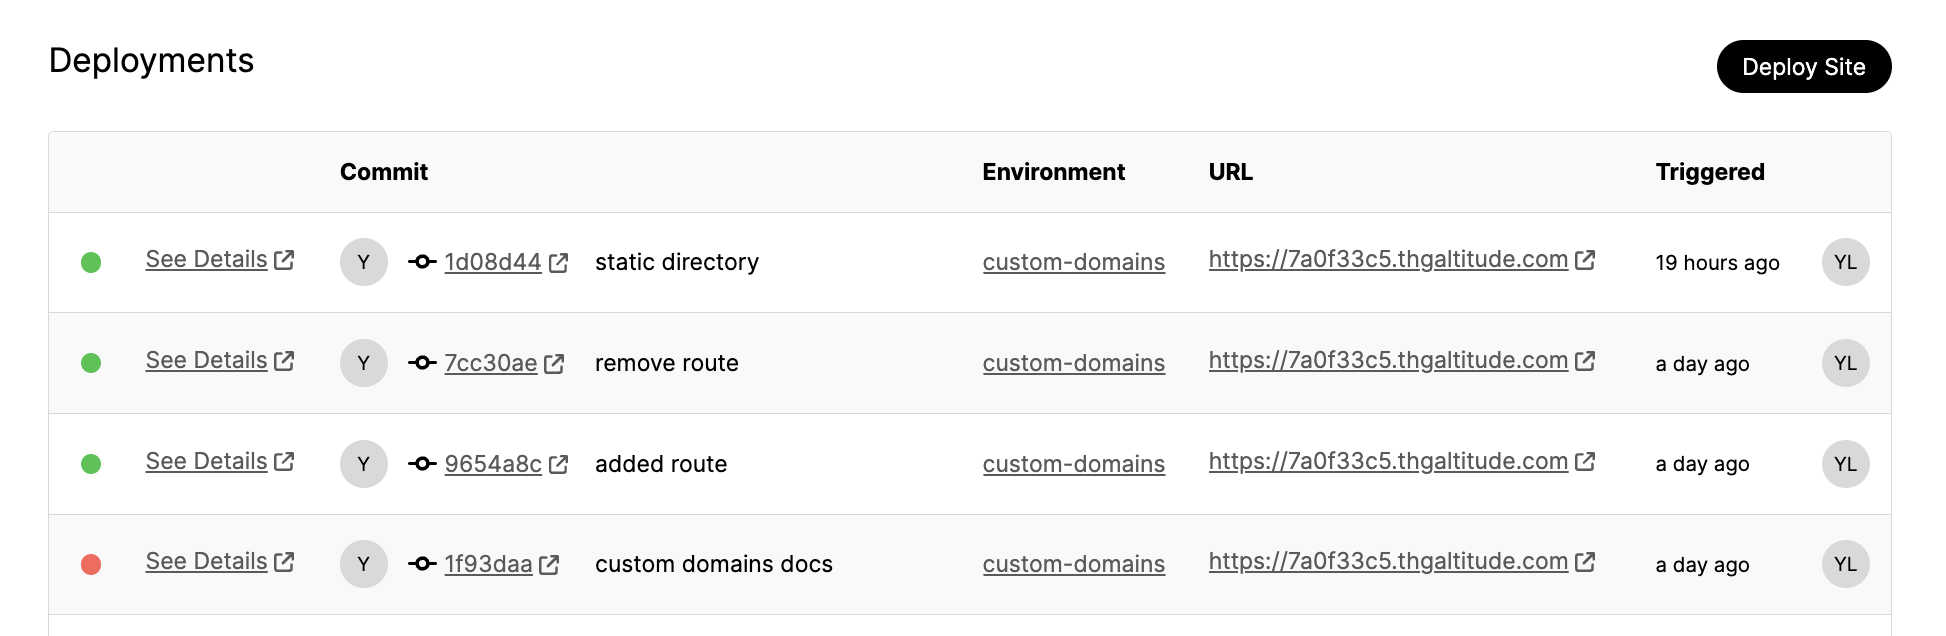 Deployments
Deploy Site
Commit Environment URL Triggered
See Details Y 1d08d44 static directory custom-domains https://7a0f33c5.thgaltitude.com 19 hours ago YL
See Details Y 7cc30ae remove route custom-domains https://7a0f33c5.thgaltitude.com a day ago YL
See Details Y 9654a8c added route custom-domains https://7a0f33c5.thgaltitude.com a day ago YL
See Details Y 1f93daa custom domains docs custom-domains https://7a0f33c5.thgaltitude.com a day ago YL